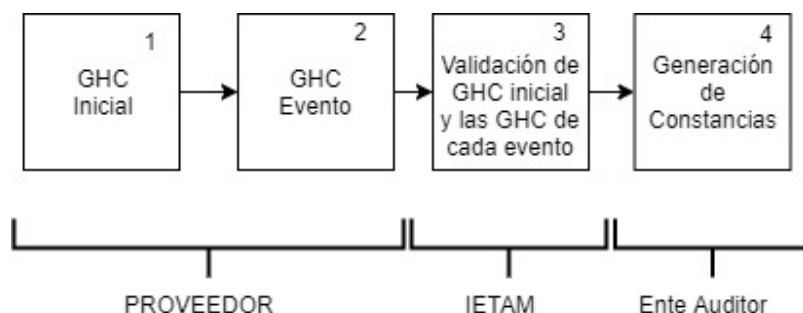 1
GHC
Inicial
2
GHC
Evento
3
Validación de
GHC inicial
y las GHC de
cada evento
4
Generación
de
Constancias
PROVEEDOR
IETAM
Ente Auditor